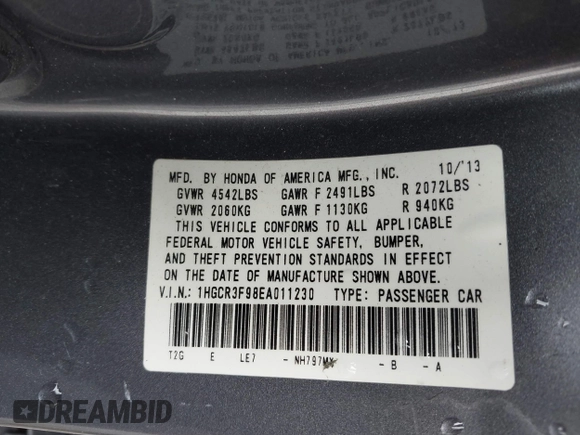 MFD. BY HONDA OF AMERICA MFG., INC. 10/'13
GVWR 4542LBS GAWR F 2491LBS R 2072LBS
GVWR 2060KG GAWR F 1130KG R 940KG
THIS VEHICLE CONFORMS TO ALL APPLICABLE
FEDERAL MOTOR VEHICLE SAFETY, BUMPER,
AND THEFT PREVENTION STANDARDS IN EFFECT
ON THE DATE OF MANUFACTURE SHOWN ABOVE.
V.I.N.: 1HGCR3F98EA011230 TYPE: PASSENGER CAR
T2G E LE7 -NH797MX -B -A
DREAMBID